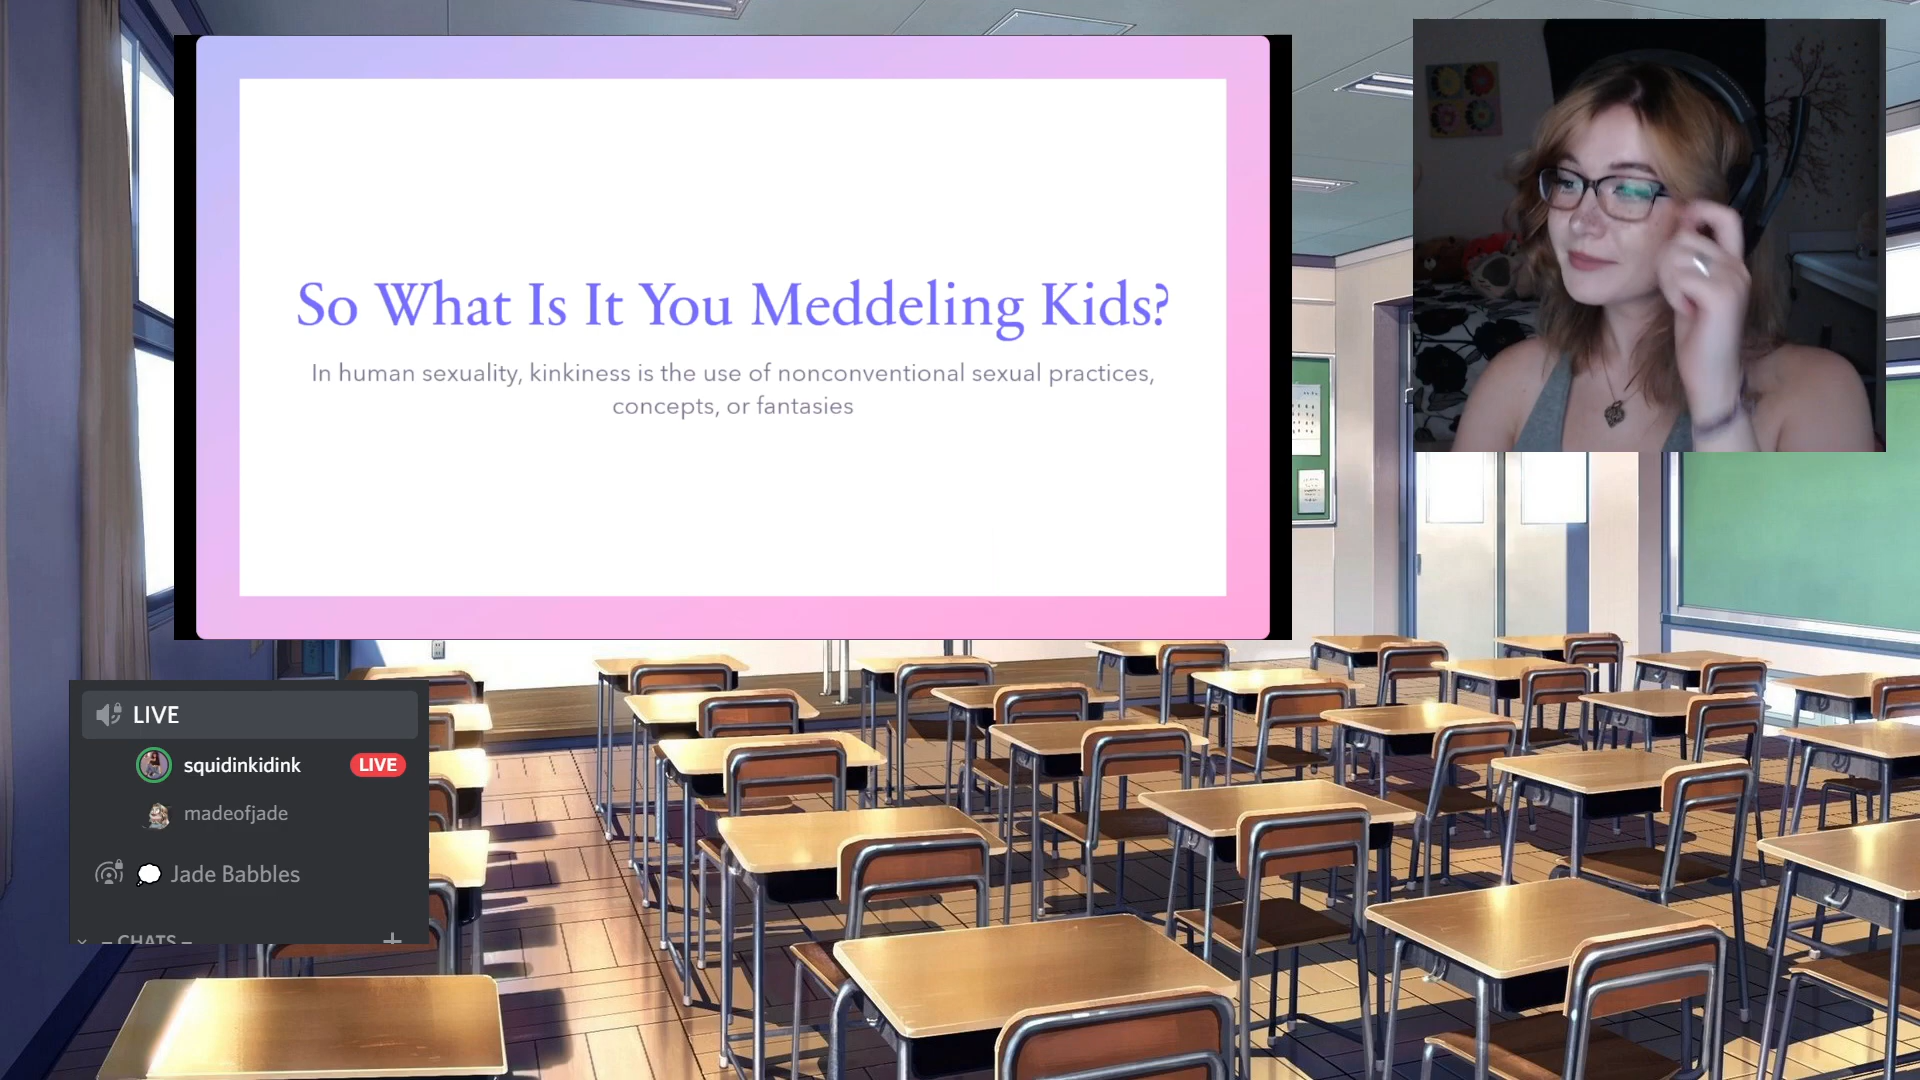 So What Is It You Meddeling Kids?
In human sexuality, kinkiness is the use of nonconventional sexual practices,
concepts, or fantasies
LIVE
squidinkidink LIVE
madeofjade
Jade Babbles
– CHATS –